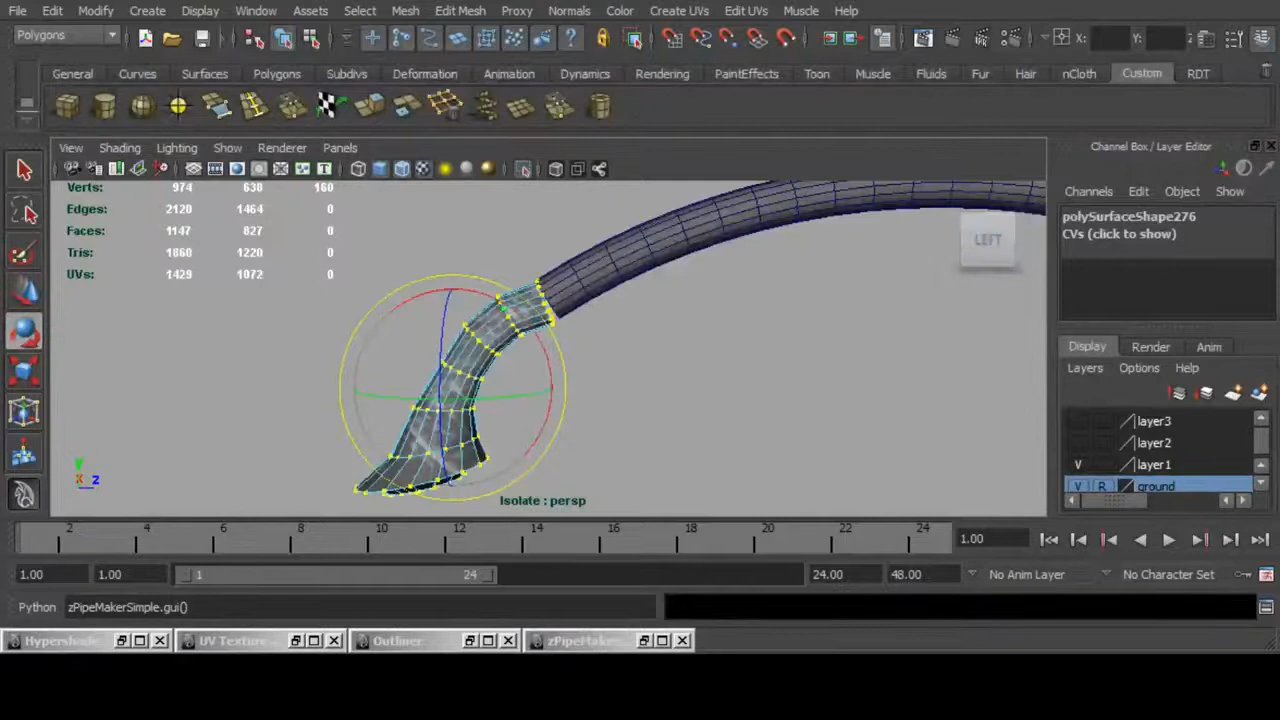 File Edit Modify Create Display Window Assets Select Mesh Edit Mesh Proxy Normals Color Create UVs Edit UVs Muscle Help
Polygons X: Y: Z
General Curves Surfaces Polygons Subdivs Deformation Animation Dynamics Rendering PaintEffects Toon Muscle Fluids Fur Hair nCloth Custom RDT
View Shading Lighting Show Renderer Panels
Channel Box / Layer Editor
Channels Edit Object Show
Verts: 974 638 160
Edges: 2120 1464 0
Faces: 1147 827 0
Tris: 1860 1220 0
UVs: 1429 1072 0
LEFT
polySurfaceShape276
CVs (click to show)
Display Render Anim
Layers Options Help
layer3
layer2
V layer1
V R ground
Y
X Z
Isolate : persp
2 4 6 8 10 12 14 16 18 20 22 24
1.00
1.00 1.00 1 24 24.00 48.00 No Anim Layer No Character Set
Python zPipeMakerSimple.gui()
Hypershade UV Texture Outliner zPipeMake